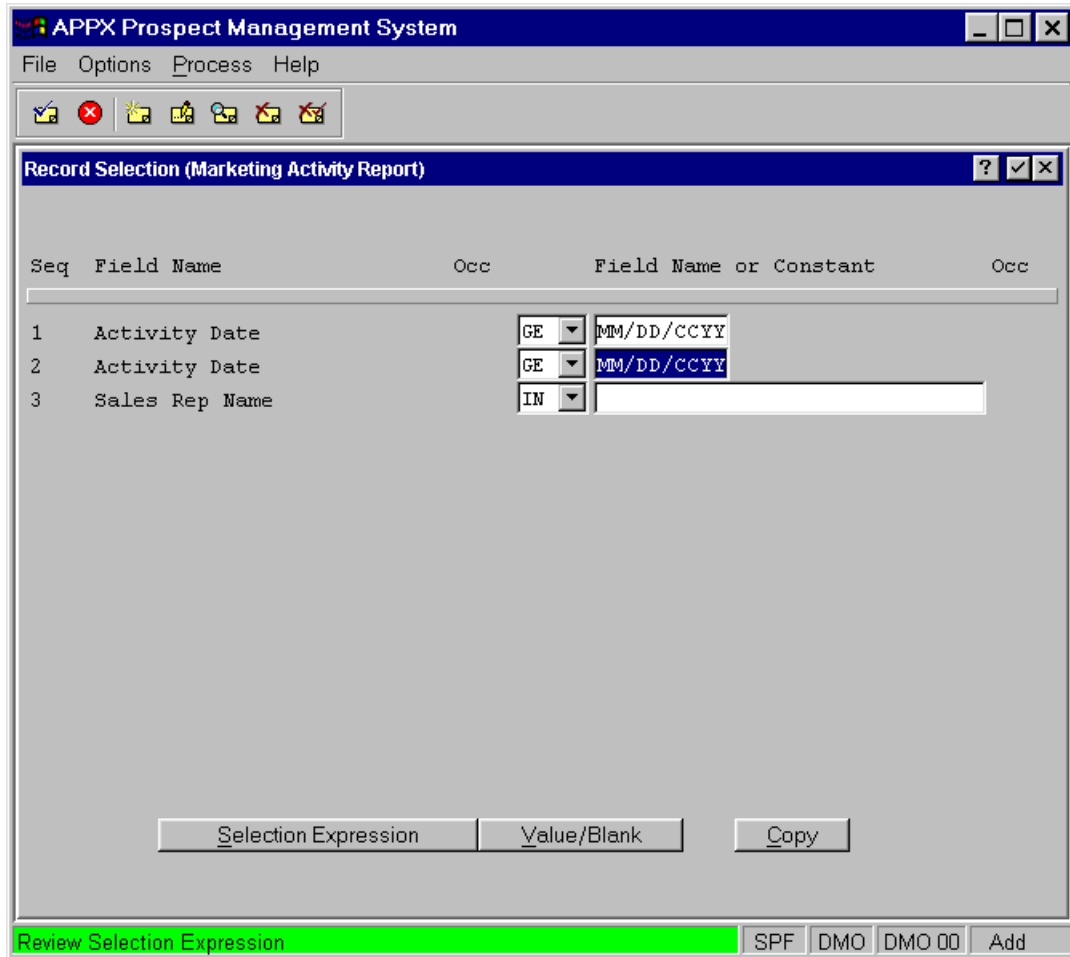 APPX Prospect Management System
File Options Process Help
Record Selection (Marketing Activity Report) ?
Seq Field Name Occ Field Name or Constant Occ
1 Activity Date GE MM/DD/CCYY
2 Activity Date GE MM/DD/CCYY
3 Sales Rep Name IN
Selection Expression Value/Blank Copy
Review Selection Expression SPF DMO DMO 00 Add